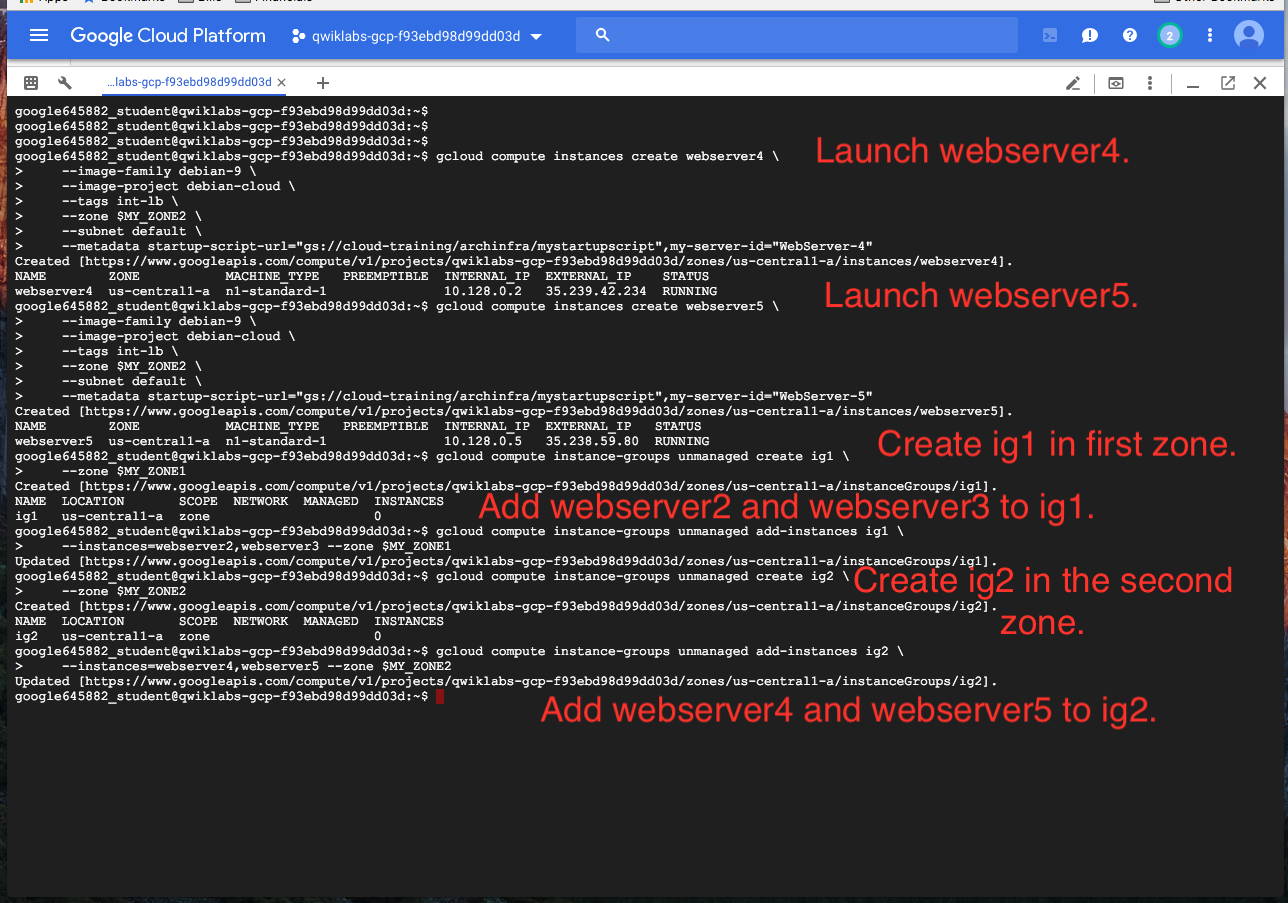 Apps Bookmarks Bills Financials Other Bookmarks
Google Cloud Platform qwiklabs-gcp-f93ebd98d99dd03d 2
...labs-gcp-f93ebd98d99dd03d × +
google645882_student@qwiklabs-gcp-f93ebd98d99dd03d:~$
google645882_student@qwiklabs-gcp-f93ebd98d99dd03d:~$
google645882_student@qwiklabs-gcp-f93ebd98d99dd03d:~$
google645882_student@qwiklabs-gcp-f93ebd98d99dd03d:~$ gcloud compute instances create webserver4 \
Launch webserver4.
> --image-family debian-9 \
> --image-project debian-cloud \
> --tags int-lb \
> --zone $MY_ZONE2 \
> --subnet default \
> --metadata startup-script-url="gs://cloud-training/archinfra/mystartupscript",my-server-id="WebServer-4"
Created [https://www.googleapis.com/compute/v1/projects/qwiklabs-gcp-f93ebd98d99dd03d/zones/us-central1-a/instances/webserver4].
NAME ZONE MACHINE_TYPE PREEMPTIBLE INTERNAL_IP EXTERNAL_IP STATUS
webserver4 us-central1-a n1-standard-1 10.128.0.2 35.239.42.234 RUNNING
Launch webserver5.
google645882_student@qwiklabs-gcp-f93ebd98d99dd03d:~$ gcloud compute instances create webserver5 \
> --image-family debian-9 \
> --image-project debian-cloud \
> --tags int-lb \
> --zone $MY_ZONE2 \
> --subnet default \
> --metadata startup-script-url="gs://cloud-training/archinfra/mystartupscript",my-server-id="WebServer-5"
Created [https://www.googleapis.com/compute/v1/projects/qwiklabs-gcp-f93ebd98d99dd03d/zones/us-central1-a/instances/webserver5].
NAME ZONE MACHINE_TYPE PREEMPTIBLE INTERNAL_IP EXTERNAL_IP STATUS
webserver5 us-central1-a n1-standard-1 10.128.0.5 35.238.59.80 RUNNING
Create ig1 in first zone.
google645882_student@qwiklabs-gcp-f93ebd98d99dd03d:~$ gcloud compute instance-groups unmanaged create ig1 \
> --zone $MY_ZONE1
Created [https://www.googleapis.com/compute/v1/projects/qwiklabs-gcp-f93ebd98d99dd03d/zones/us-central1-a/instanceGroups/ig1].
NAME LOCATION SCOPE NETWORK MANAGED INSTANCES
ig1 us-central1-a zone 0
Add webserver2 and webserver3 to ig1.
google645882_student@qwiklabs-gcp-f93ebd98d99dd03d:~$ gcloud compute instance-groups unmanaged add-instances ig1 \
> --instances=webserver2,webserver3 --zone $MY_ZONE1
Updated [https://www.googleapis.com/compute/v1/projects/qwiklabs-gcp-f93ebd98d99dd03d/zones/us-central1-a/instanceGroups/ig1].
google645882_student@qwiklabs-gcp-f93ebd98d99dd03d:~$ gcloud compute instance-groups unmanaged create ig2 \
Create ig2 in the second
zone.
> --zone $MY_ZONE2
Created [https://www.googleapis.com/compute/v1/projects/qwiklabs-gcp-f93ebd98d99dd03d/zones/us-central1-a/instanceGroups/ig2].
NAME LOCATION SCOPE NETWORK MANAGED INSTANCES
ig2 us-central1-a zone 0
google645882_student@qwiklabs-gcp-f93ebd98d99dd03d:~$ gcloud compute instance-groups unmanaged add-instances ig2 \
> --instances=webserver4,webserver5 --zone $MY_ZONE2
Updated [https://www.googleapis.com/compute/v1/projects/qwiklabs-gcp-f93ebd98d99dd03d/zones/us-central1-a/instanceGroups/ig2].
google645882_student@qwiklabs-gcp-f93ebd98d99dd03d:~$
Add webserver4 and webserver5 to ig2.